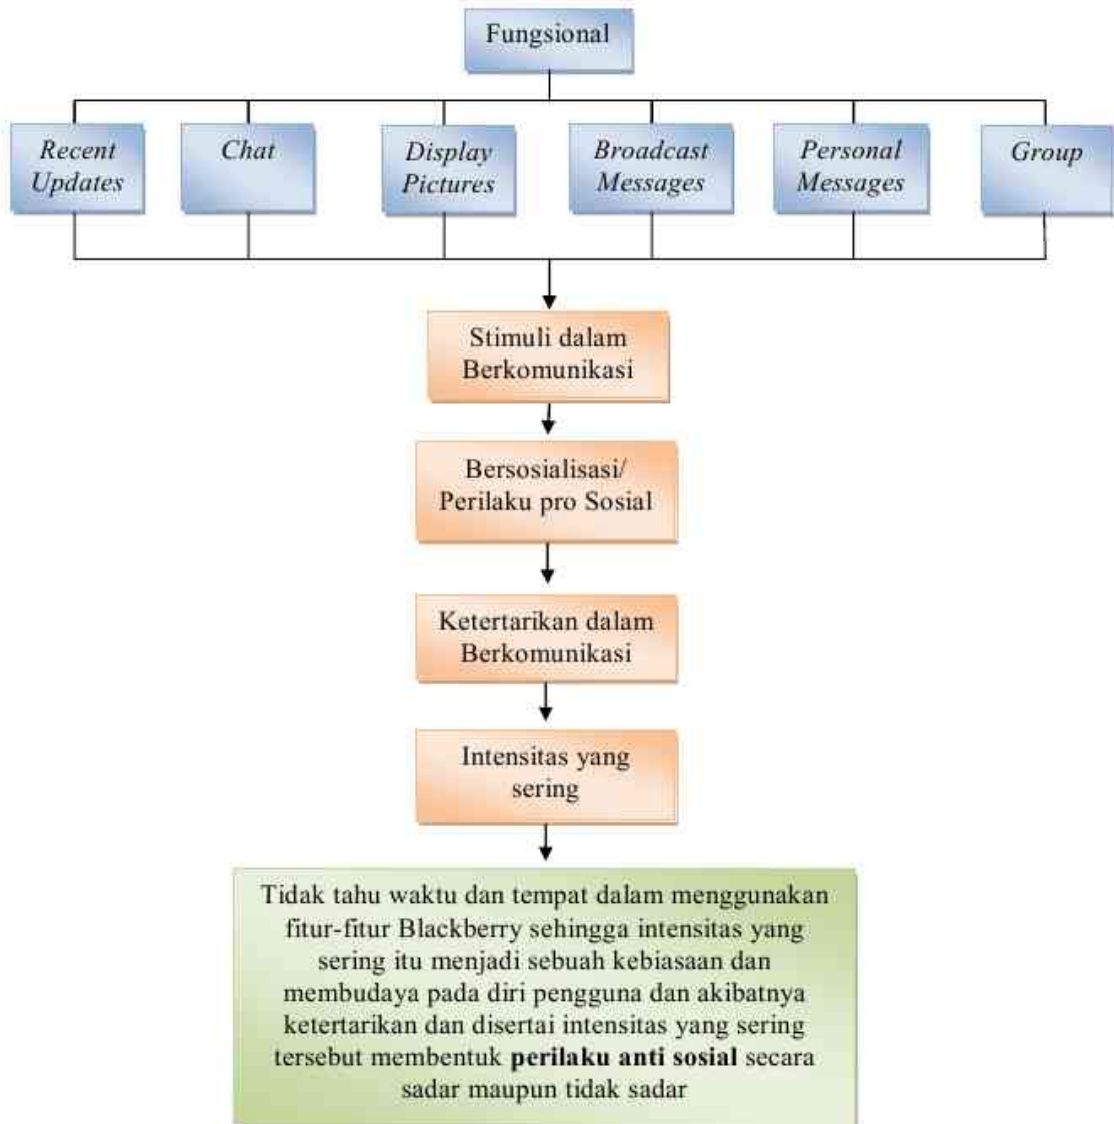 Fungsional
Recent
Updates
Chat
Display
Pictures
Broadcast
Messages
Personal
Messages
Group
Stimuli dalam
Berkomunikasi
Bersosialisasi/
Perilaku pro Sosial
Ketertarikan dalam
Berkomunikasi
Intensitas yang
sering
Tidak tahu waktu dan tempat dalam menggunakan
fitur-fitur Blackberry sehingga intensitas yang
sering itu menjadi sebuah kebiasaan dan
membudaya pada diri pengguna dan akibatnya
ketertarikan dan disertai intensitas yang sering
tersebut membentuk perilaku anti sosial secara
sadar maupun tidak sadar